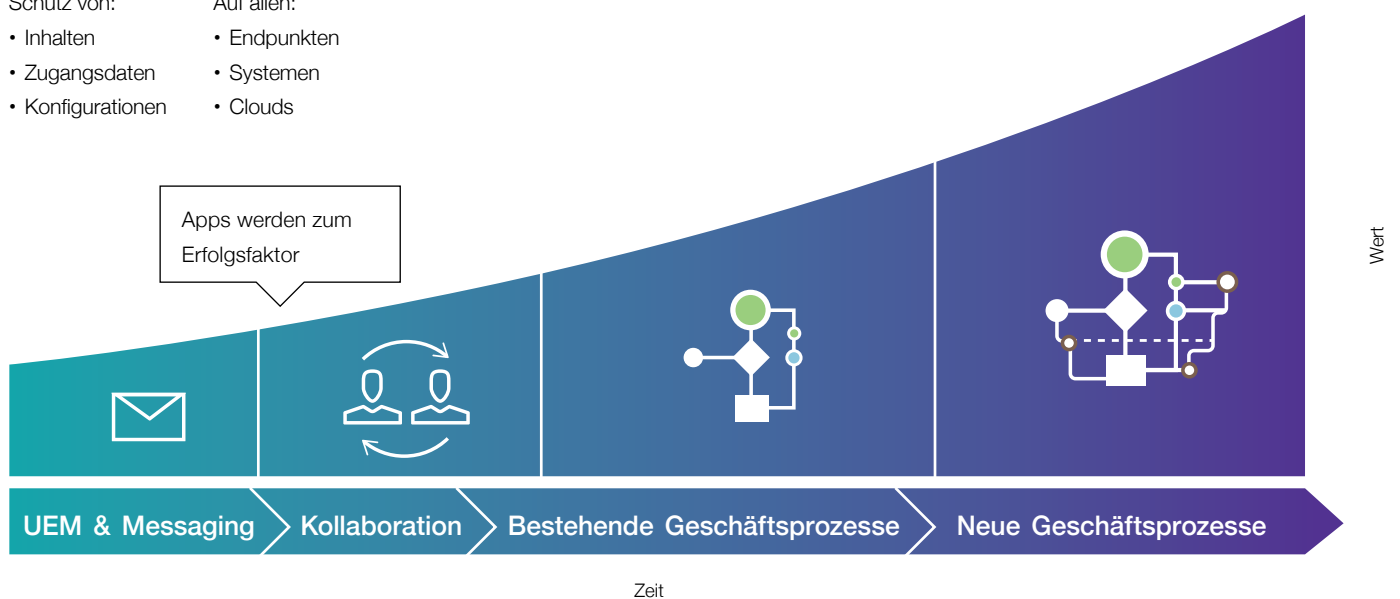 Schutz von:
• Inhalten
• Zugangsdaten
• Konfigurationen
Auf allen:
• Endpunkten
• Systemen
• Clouds
Apps werden zum
Erfolgsfaktor
Wert
UEM & Messaging
Kollaboration
Bestehende Geschäftsprozesse
Neue Geschäftsprozesse
Zeit